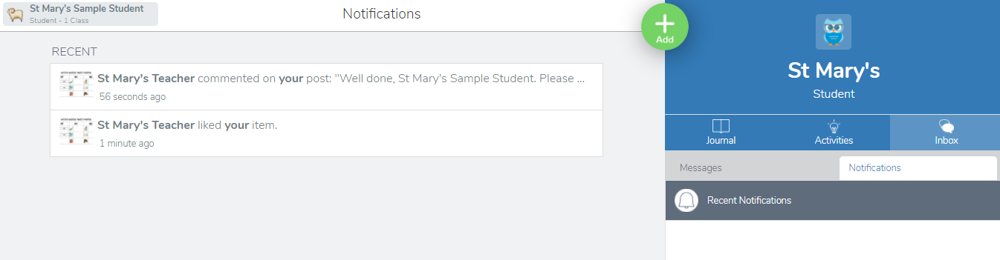 St Mary's Sample Student
Student - 1 Class
Notifications
Add
RECENT
St Mary's Teacher commented on your post: "Well done, St Mary's Sample Student. Please ...
56 seconds ago
St Mary's Teacher liked your item.
1 minute ago
St Mary's
Student
Journal
Activities
Inbox
Messages
Notifications
Recent Notifications